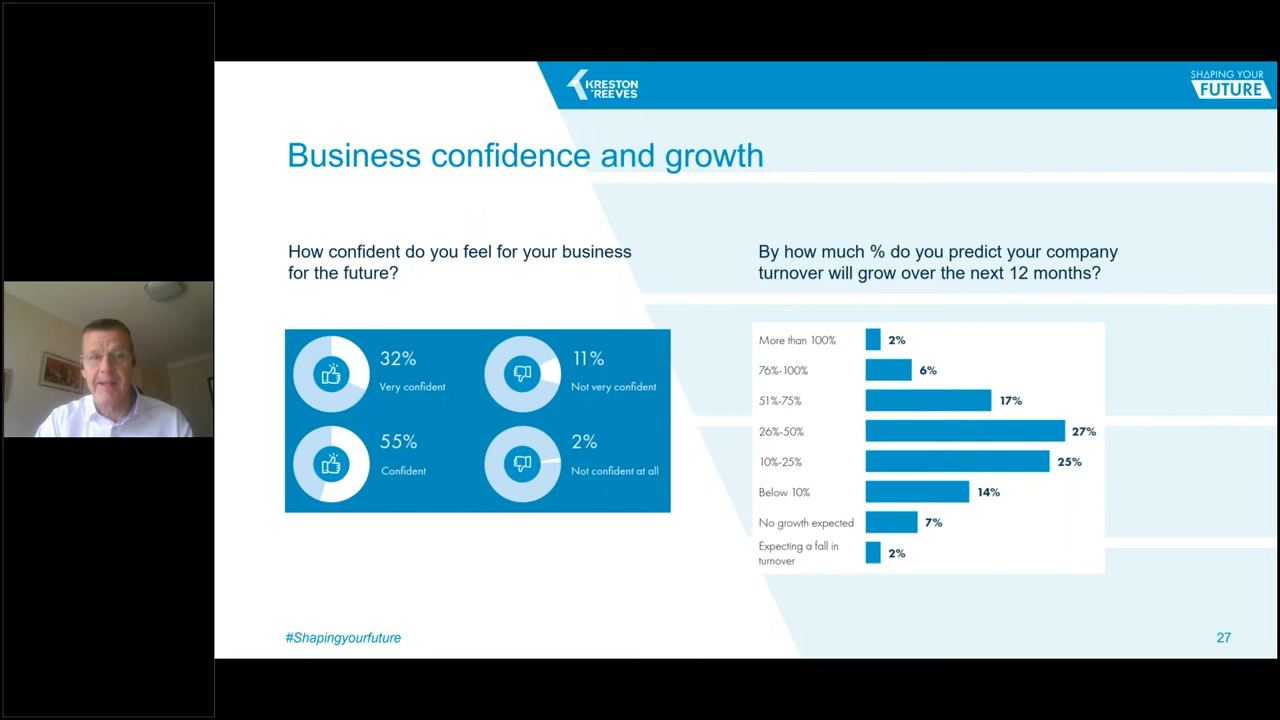 KRESTON
REEVES
SHAPING YOUR
FUTURE
Business confidence and growth
How confident do you feel for your business
for the future?
32%
Very confident
11%
Not very confident
55%
Confident
2%
Not confident at all
By how much % do you predict your company
turnover will grow over the next 12 months?
More than 100% 2%
76%-100% 6%
51%-75% 17%
26%-50% 27%
10%-25% 25%
Below 10% 14%
No growth expected 7%
Expecting a fall in
turnover 2%
#Shapingyourfuture
27